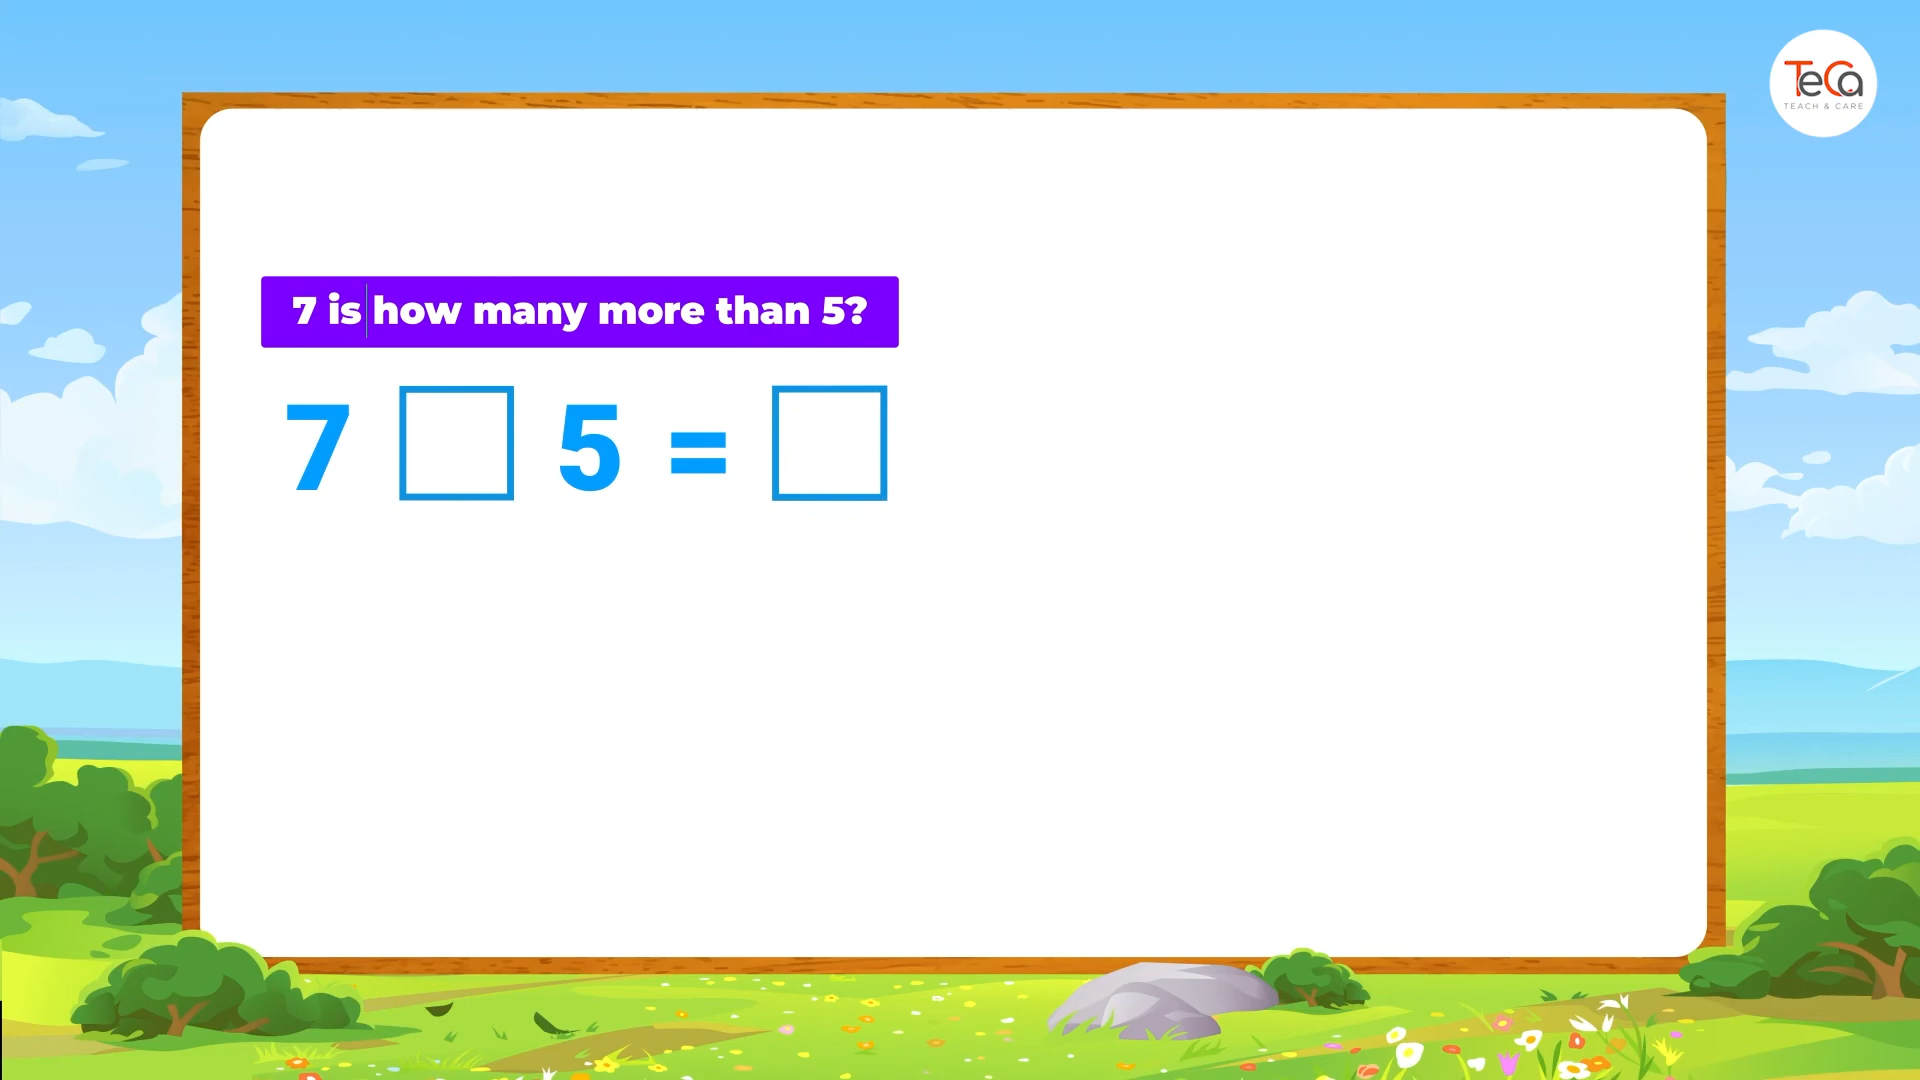 TeCa
TEACH & CARE
7 is how many more than 5?
7 □ 5 = □